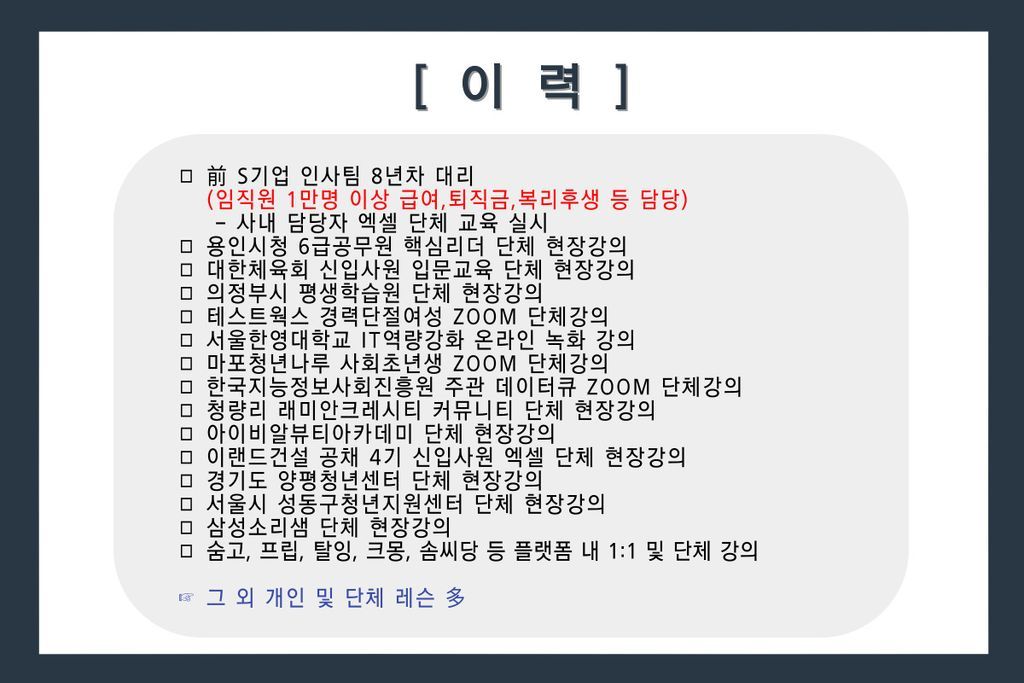 [ 이 력 ]
□ 前 S기업 인사팀 8년차 대리
(임직원 1만명 이상 급여,퇴직금,복리후생 등 담당)
– 사내 담당자 엑셀 단체 교육 실시
□ 용인시청 6급공무원 핵심리더 단체 현장강의
□ 대한체육회 신입사원 입문교육 단체 현장강의
□ 의정부시 평생학습원 단체 현장강의
□ 테스트웍스 경력단절여성 ZOOM 단체강의
□ 서울한영대학교 IT역량강화 온라인 녹화 강의
□ 마포청년나루 사회초년생 ZOOM 단체강의
□ 한국지능정보사회진흥원 주관 데이터큐 ZOOM 단체강의
□ 청량리 래미안크레시티 커뮤니티 단체 현장강의
□ 아이비알뷰티아카데미 단체 현장강의
□ 이랜드건설 공채 4기 신입사원 엑셀 단체 현장강의
□ 경기도 양평청년센터 단체 현장강의
□ 서울시 성동구청년지원센터 단체 현장강의
□ 삼성소리샘 단체 현장강의
□ 숨고, 프립, 탈잉, 크몽, 솜씨당 등 플랫폼 내 1:1 및 단체 강의
☞ 그 외 개인 및 단체 레슨 多